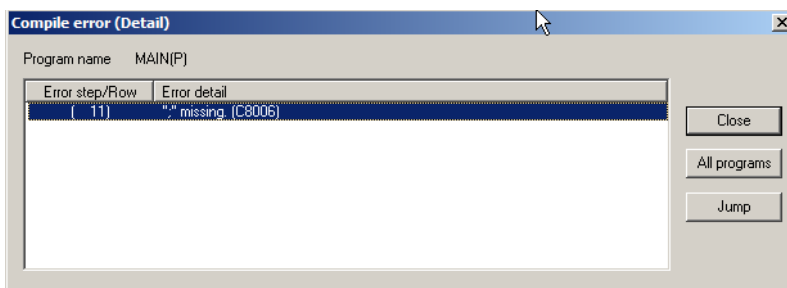 Compile error (Detail)
Program name MAIN(P)
Error step/Row Error detail
( 11) ";" missing. (C8006)
Close
All programs
Jump